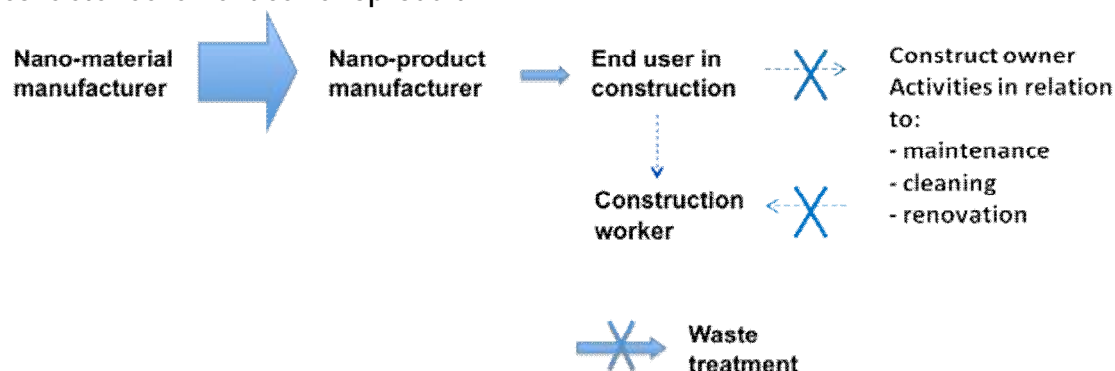 Nano-material
manufacturer
Nano-product
manufacturer
End user in
construction
Construct owner
Activities in relation
to:
- maintenance
- cleaning
- renovation
Construction
worker
Waste
treatment